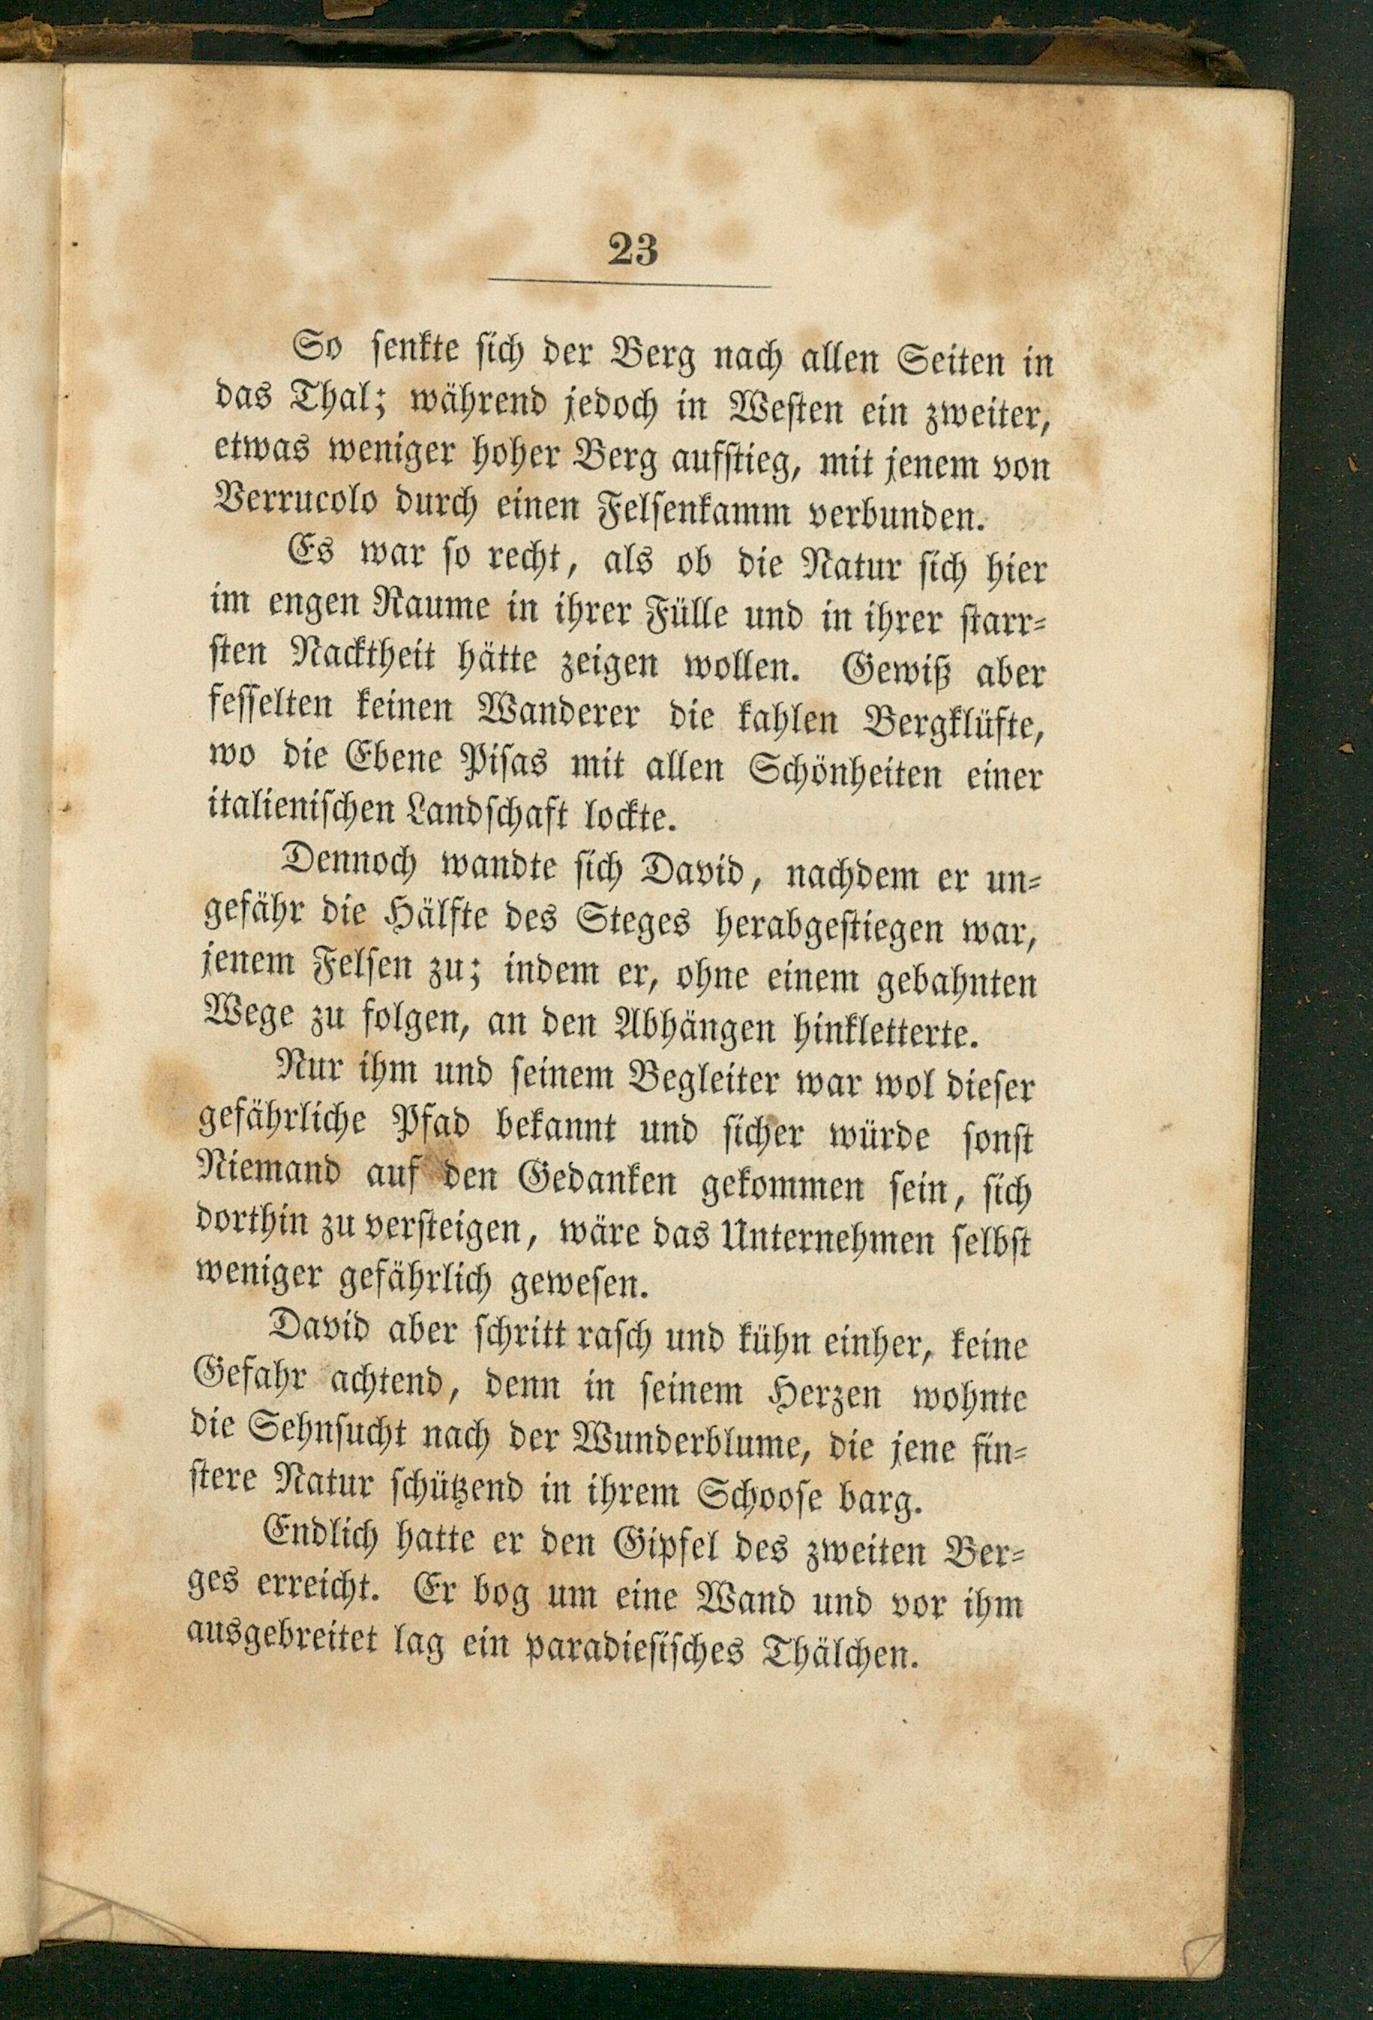 23
So senkte sich der Berg nach allen Seiten in
das Thal; während jedoch in Westen ein zweiter,
etwas weniger hoher Berg aufstieg, mit jenem von
Verrucolo durch einen Felsenkamm verbunden.
Es war so recht, als ob die Natur sich hier
im engen Raume in ihrer Fülle und in ihrer starr-
sten Nacktheit hätte zeigen wollen. Gewiß aber
fesselten keinen Wanderer die kahlen Bergklüfte,
wo die Ebene Pisas mit allen Schönheiten einer
italienischen Landschaft lockte.
Dennoch wandte sich David, nachdem er un-
gefähr die Hälfte des Steges herabgestiegen war,
jenem Felsen zu; indem er, ohne einem gebahnten
Wege zu folgen, an den Abhängen hinkletterte.
Nur ihm und seinem Begleiter war wol dieser
gefährliche Pfad bekannt und sicher würde sonst
Niemand auf den Gedanken gekommen sein, sich
dorthin zu versteigen, wäre das Unternehmen selbst
weniger gefährlich gewesen.
David aber schritt rasch und kühn einher, keine
Gefahr achtend, denn in seinem Herzen wohnte
die Sehnsucht nach der Wunderblume, die jene fin-
stere Natur schützend in ihrem Schoose barg.
Endlich hatte er den Gipfel des zweiten Ber-
ges erreicht. Er bog um eine Wand und vor ihm
ausgebreitet lag ein paradiesisches Thälchen.